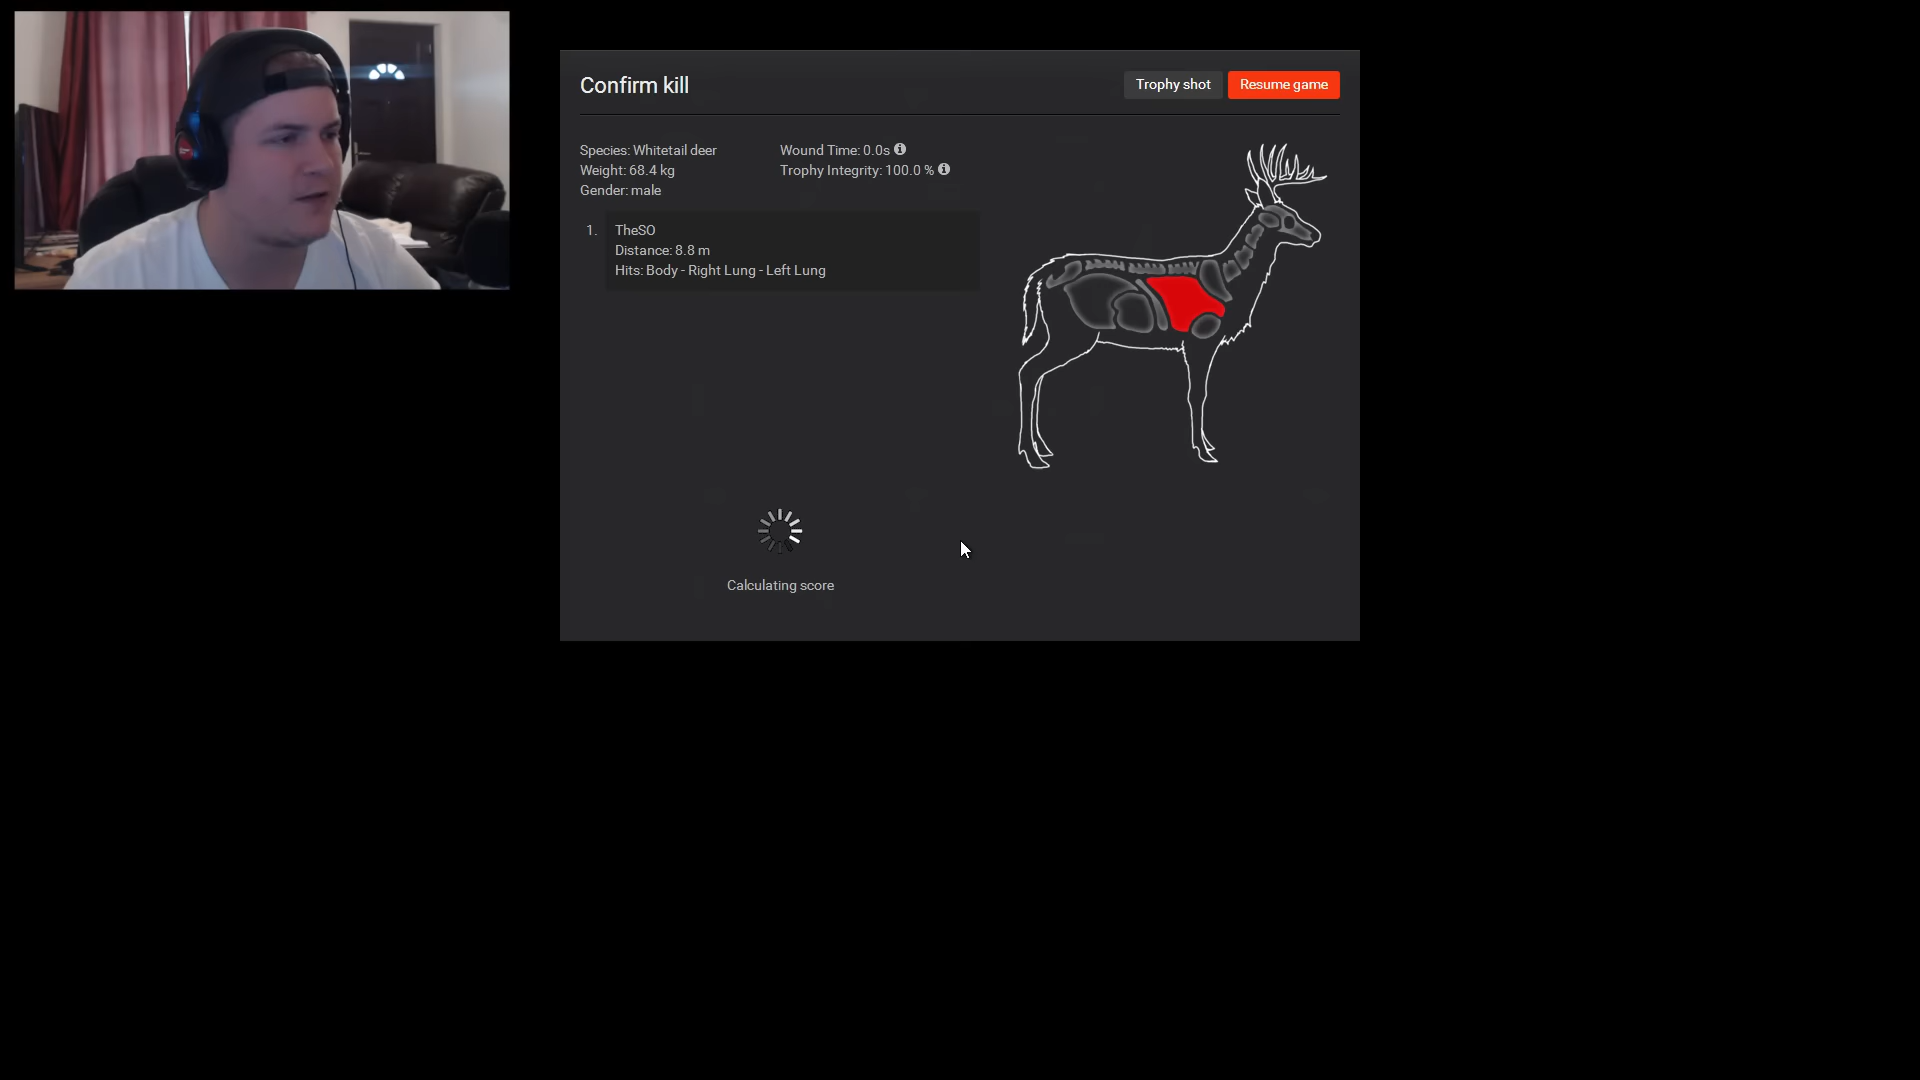 Confirm kill
Trophy shot
Resume game
Species: Whitetail deer
Weight: 68.4 kg
Gender: male
Wound Time: 0.0s
Trophy Integrity: 100.0 %
1.
TheSO
Distance: 8.8 m
Hits: Body - Right Lung - Left Lung
Calculating score